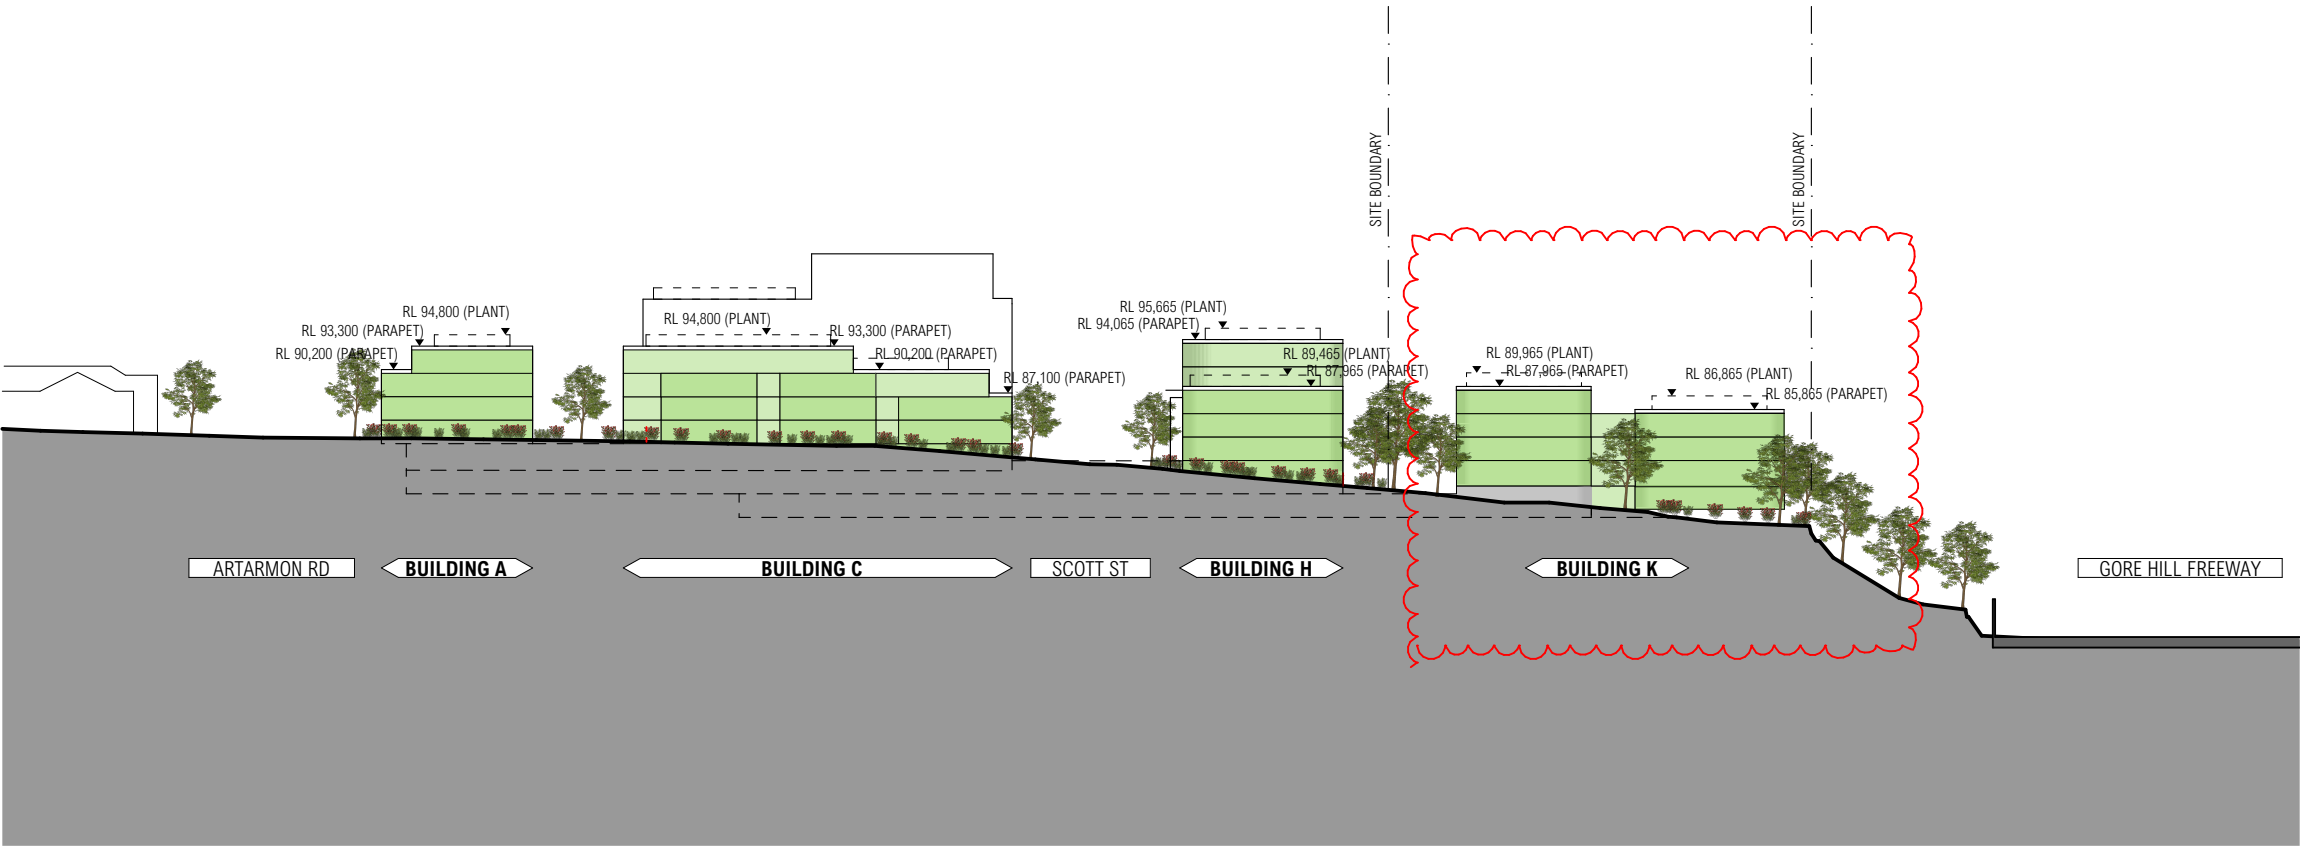 SITE BOUNDARY
SITE BOUNDARY
RL 94,800 (PLANT)
RL 93,300 (PARAPET)
RL 90,200 (PARAPET)
RL 94,800 (PLANT)
RL 93,300 (PARAPET)
RL 90,200 (PARAPET)
RL 87,100 (PARAPET)
RL 95,665 (PLANT)
RL 94,065 (PARAPET)
RL 89,465 (PLANT)
RL 87,965 (PARAPET)
RL 89,965 (PLANT)
RL 87,965 (PARAPET)
RL 86,865 (PLANT)
RL 85,865 (PARAPET)
ARTARMON RD
BUILDING A
BUILDING C
SCOTT ST
BUILDING H
BUILDING K
GORE HILL FREEWAY